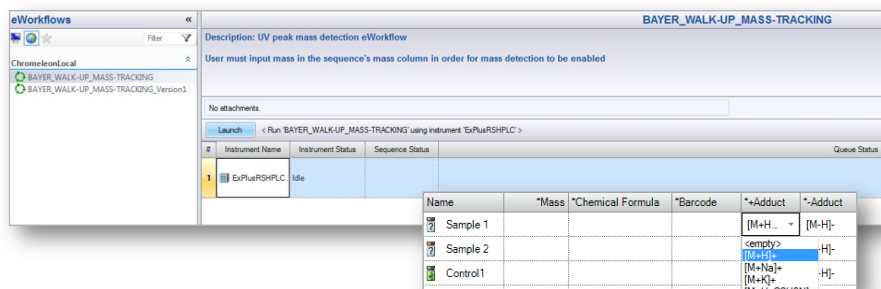 eWorkflows «
BAYER_WALK-UP_MASS-TRACKING
Filter
Description: UV peak mass detection eWorkflow
User must input mass in the sequence's mass column in order for mass detection to be enabled
ChromeleonLocal
BAYER_WALK-UP_MASS-TRACKING
BAYER_WALK-UP_MASS-TRACKING_Version1
No attachments.
Launch < Run 'BAYER_WALK-UP_MASS-TRACKING' using instrument 'ExPlusRSHPLC' >
# Instrument Name Instrument Status Sequence Status Queue Status
1 ExPlusRSHPLC Idle
Name *Mass *Chemical Formula *Barcode *+Adduct *-Adduct
Sample 1 [M+H... [M-H]-
Sample 2 <empty> -H]-
[M+H]+
Control1 [M+Na]+ -H]-
[M+K]+